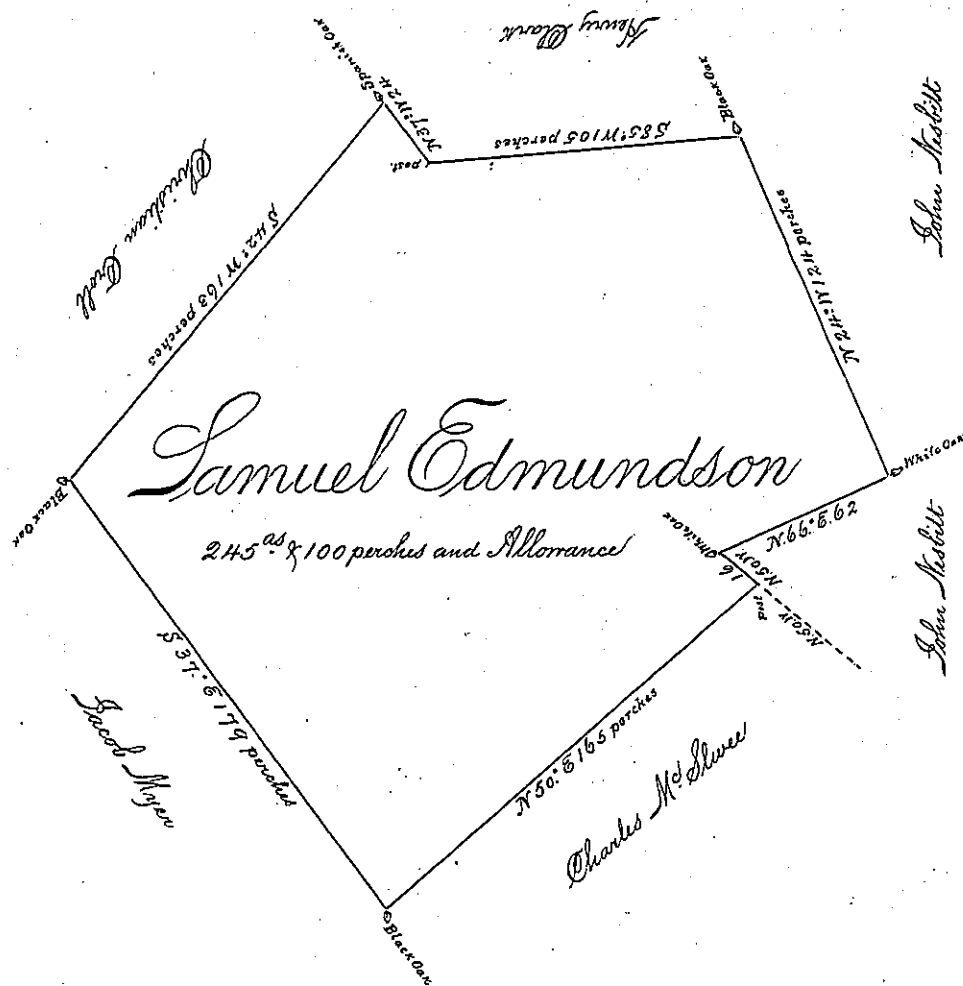 Henry Clark
Spanish Oak
N 37° W 24
post.
S 85° W 105 perches
Black Oak
John Nesbitt
Christian Croll
S 42° W 163 perches
N 24° W 124 perches
Samuel Edmundson
245 as & 100 perches and Allowance
Black Oak
White Oak
N. 66° E. 62
White Oak
N. 50 W
16
Post
N. 50. W
John Nesbitt
S 37.° E 179 perches
Jacob Myer
N 50.° E 165 perches
Charles
Black Oak